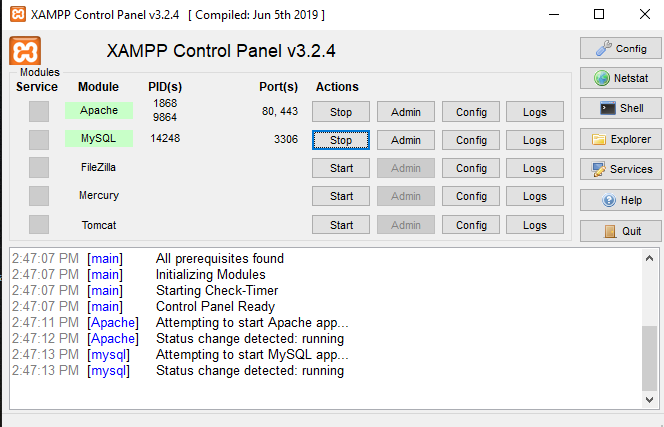 XAMPP Control Panel v3.2.4 [ Compiled: Jun 5th 2019 ]
XAMPP Control Panel v3.2.4
Config
Modules
Service Module PID(s) Port(s) Actions
Netstat
Apache 1868 9864 80, 443 Stop Admin Config Logs
Shell
MySQL 14248 3306 Stop Admin Config Logs
Explorer
FileZilla Start Admin Config Logs
Services
Mercury Start Admin Config Logs
Help
Tomcat Start Admin Config Logs
Quit
2:47:07 PM [main] All prerequisites found
2:47:07 PM [main] Initializing Modules
2:47:07 PM [main] Starting Check-Timer
2:47:07 PM [main] Control Panel Ready
2:47:11 PM [Apache] Attempting to start Apache app...
2:47:12 PM [Apache] Status change detected: running
2:47:13 PM [mysql] Attempting to start MySQL app...
2:47:13 PM [mysql] Status change detected: running